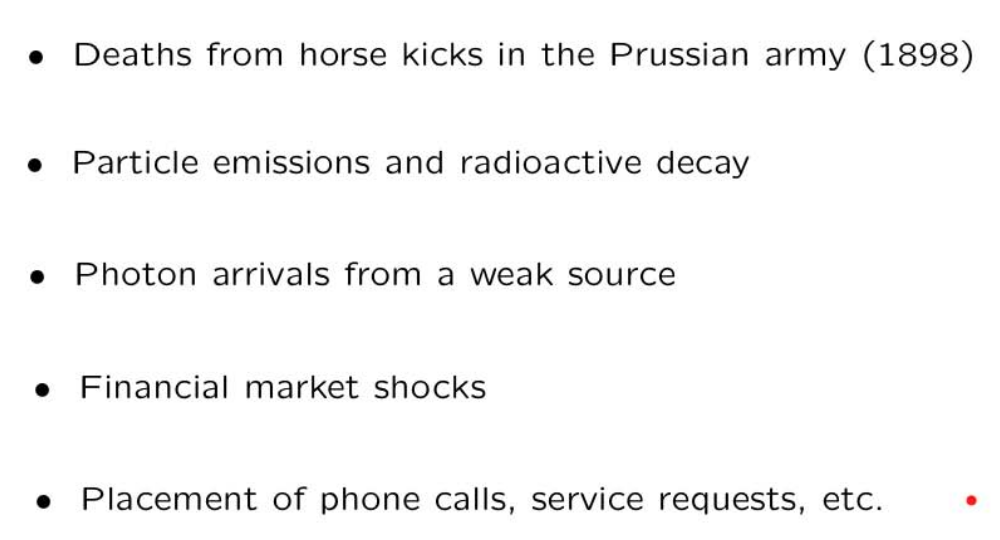 • Deaths from horse kicks in the Prussian army (1898)
• Particle emissions and radioactive decay
• Photon arrivals from a weak source
• Financial market shocks
• Placement of phone calls, service requests, etc.